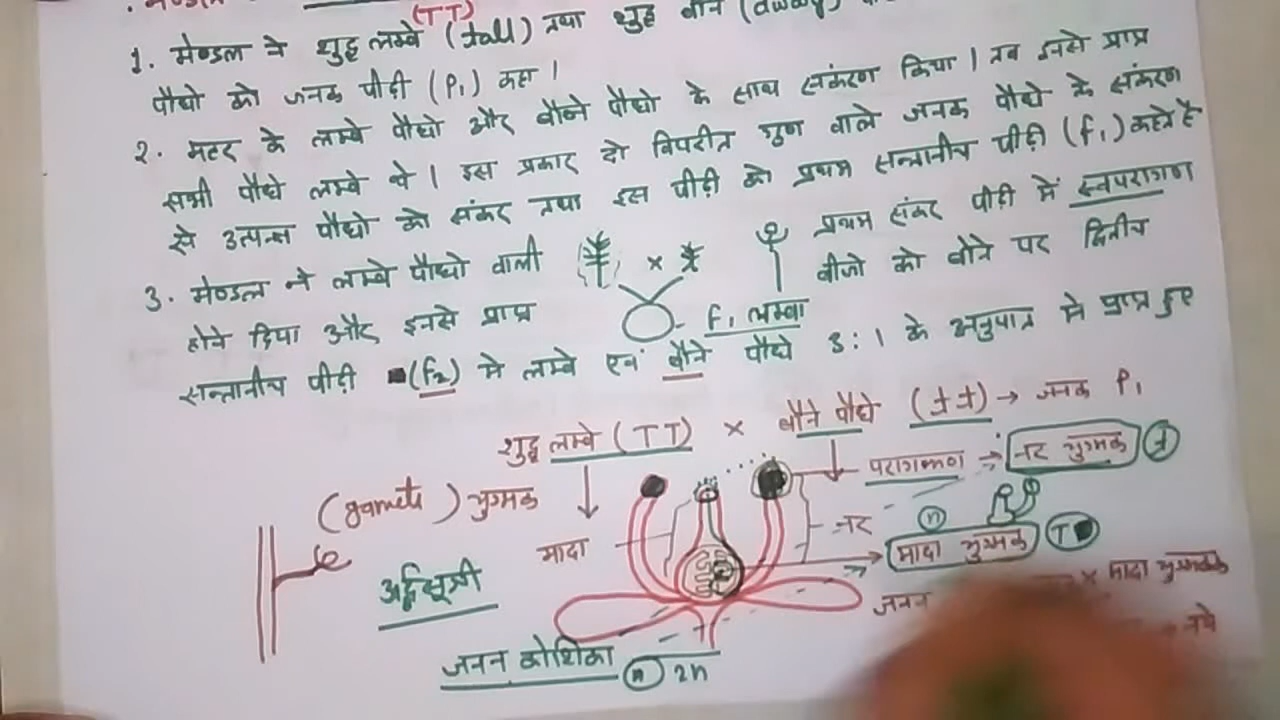 (TT)
1. मेण्डल ने शुद्ध लम्बे (tall) तथा शुद्ध बौने
पौधो को जनक पीढी (P₁) कहा।
2. मटर के लम्बे पौधो और बौने पौधो के साथ संकरण किया। तब इनसे प्राप्त
सभी पौधे लम्बे थे। इस प्रकार दो विपरीत गुण वाले जनक पौधो के संकरण
से उत्पन्न पौधो को संकर तथा इस पीढी को प्रथम सन्तानीय पीढी (F₁) कहते है
3. मेण्डल ने लम्बे पौधो वाली × प्रथम संकर पीढी में स्वपरागण
होने दिया और इनसे प्राप्त बीजो को बोने पर द्वितीय
F₁ लम्बा
सन्तानीय पीढी (F₂) मे लम्बे एवं बौने पौधे 3:1 के अनुपात मे प्राप्त हुए
शुद्ध लम्बे (TT) × बौने पौधे (tt) → जनक P₁
(gamete) युग्मक
परागकण → नर युग्मक t
मादा
नर
n
मादा युग्मक T
अर्द्धसूत्री
जनन × मादा युग्मक
जनन कोशिका n 2n